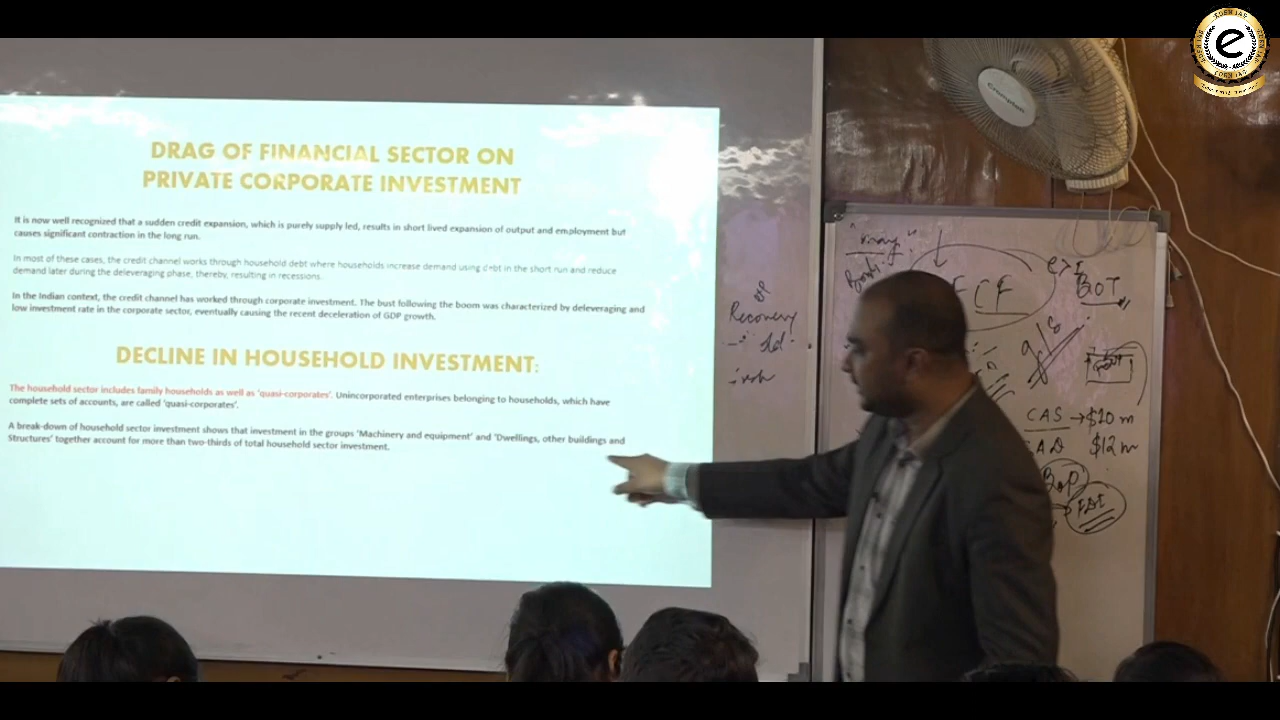 DRAG OF FINANCIAL SECTOR ON
PRIVATE CORPORATE INVESTMENT
It is now well recognized that a sudden credit expansion, which is purely supply led, results in short lived expansion of output and employment but
causes significant contraction in the long run.
In most of these cases, the credit channel works through household debt where households increase demand using debt in the short run and reduce
demand later during the deleveraging phase, thereby, resulting in recessions.
In the Indian context, the credit channel has worked through corporate investment. The bust following the boom was characterized by deleveraging and
low investment rate in the corporate sector, eventually causing the recent deceleration of GDP growth.
DECLINE IN HOUSEHOLD INVESTMENT:
The household sector includes family households as well as 'quasi-corporates'. Unincorporated enterprises belonging to households, which have
complete sets of accounts, are called 'quasi-corporates'.
A break-down of household sector investment shows that investment in the groups 'Machinery and equipment' and 'Dwellings, other buildings and
Structures' together account for more than two-thirds of total household sector investment.
Recovery
CF
BOT
CAS → $10 m
AD $12 m
BOP
FDI
Crompton
e
EDEN IAS